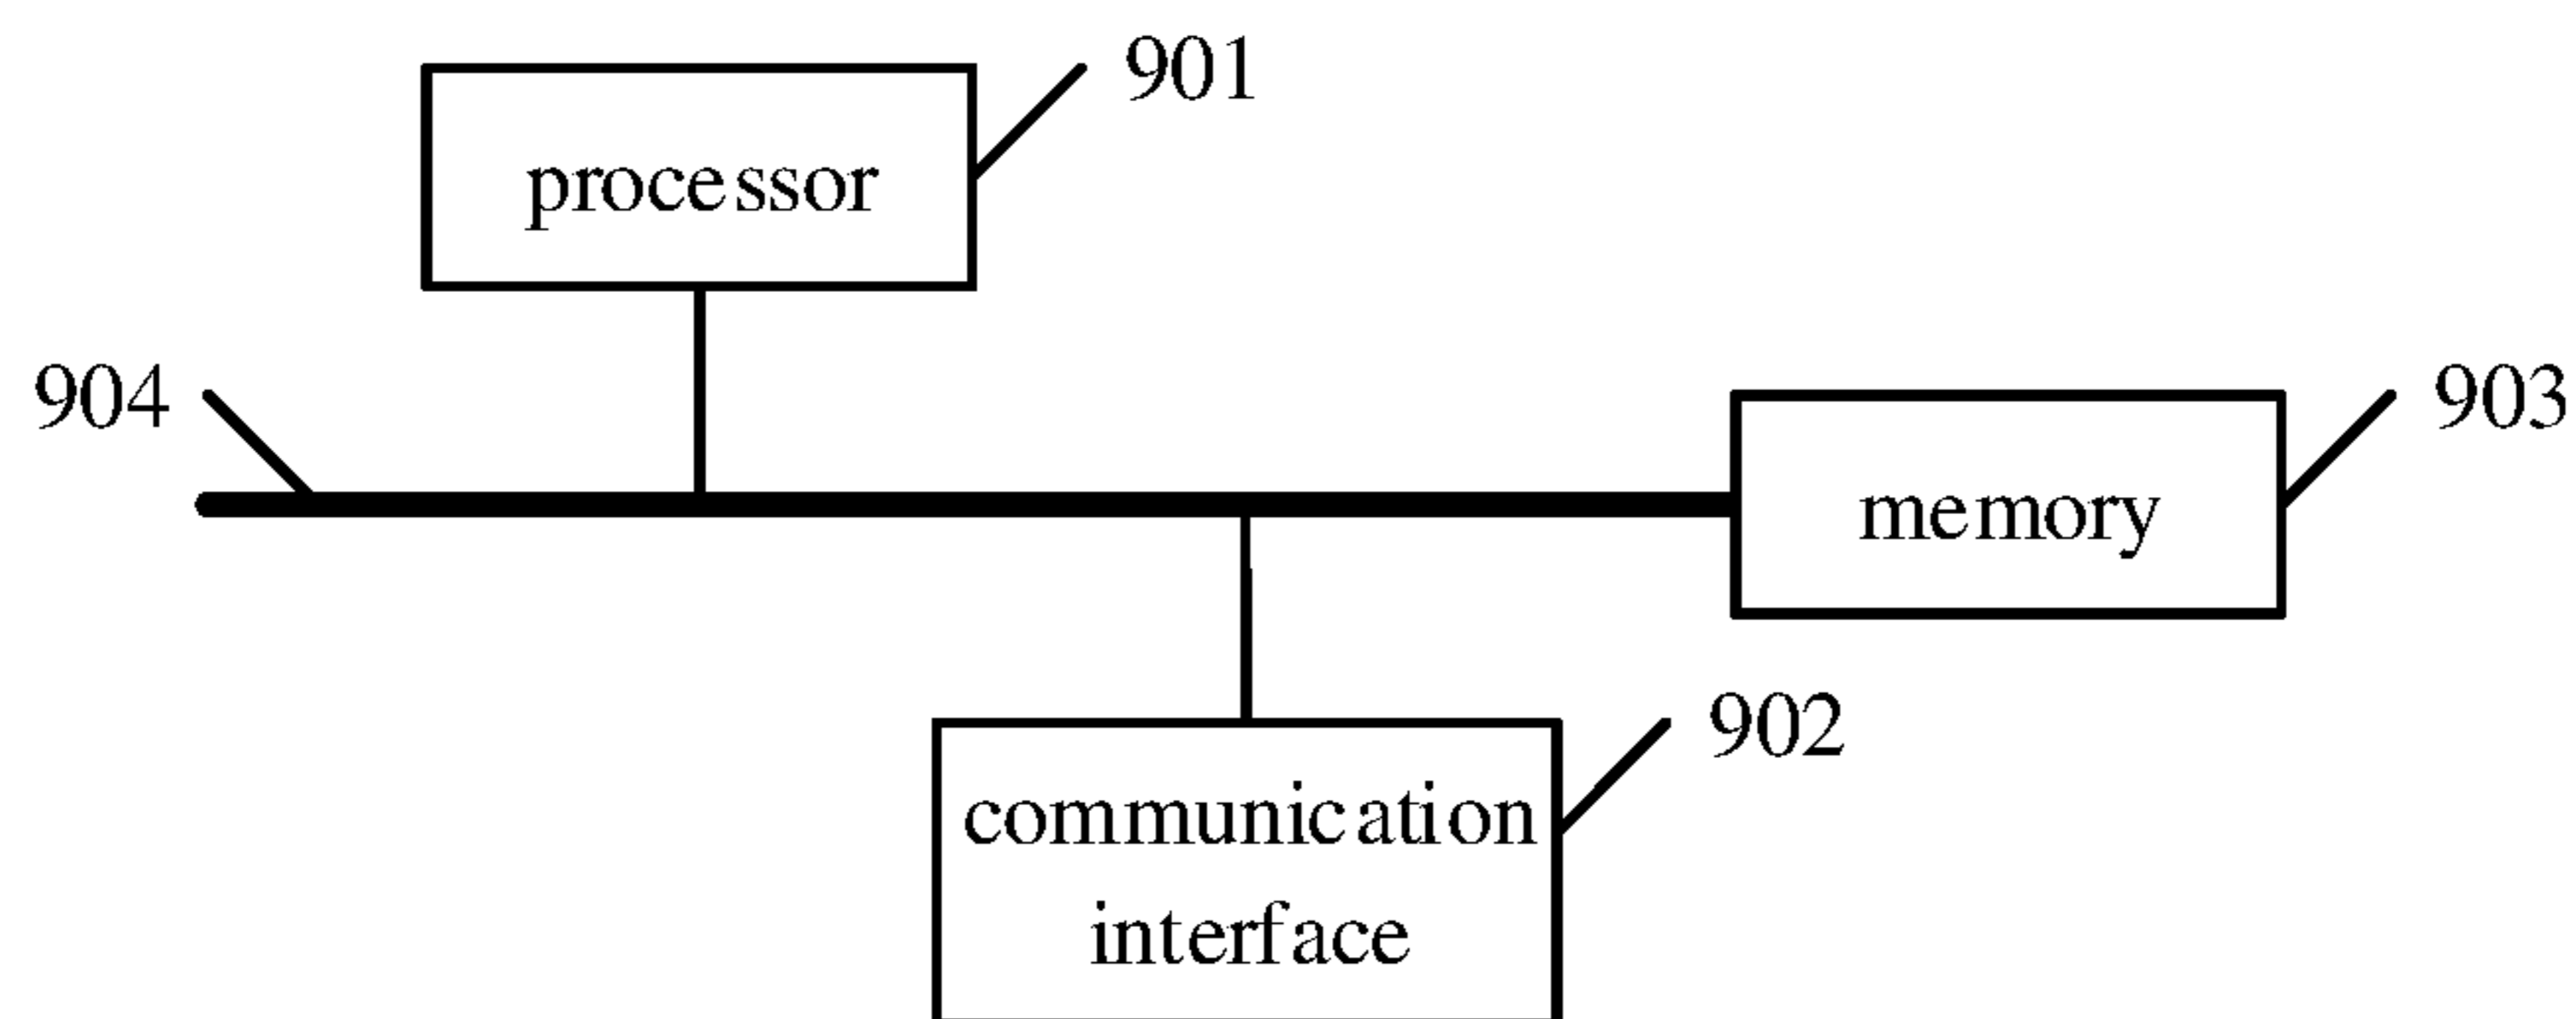 901
processor
904
903
memory
902
communication
interface